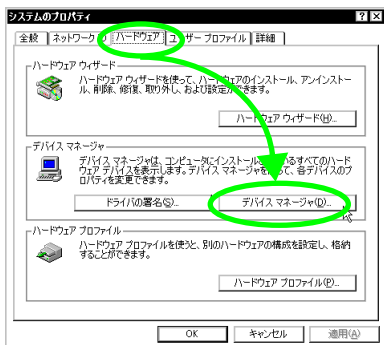 システムのプロパティ
全般 ネットワーク ハードウェア ユーザー プロファイル 詳細
ハードウェア ウィザード
ハードウェア ウィザードを使って、ハードウェアのインストール、アンインストー
ル、削除、修復、取り外し、および設定ができます。
ハードウェア ウィザード(H)...
デバイス マネージャ
デバイス マネージャは、コンピュータにインストールされているすべてのハード
ウェア デバイスを表示します。デバイス マネージャを使って、各デバイスのプ
ロパティを変更できます。
ドライバの署名(S)...
デバイス マネージャ(D)...
ハードウェア プロファイル
ハードウェア プロファイルを使うと、別のハードウェアの構成を設定し、格納
することができます。
ハードウェア プロファイル(P)...
OK
キャンセル
適用(A)